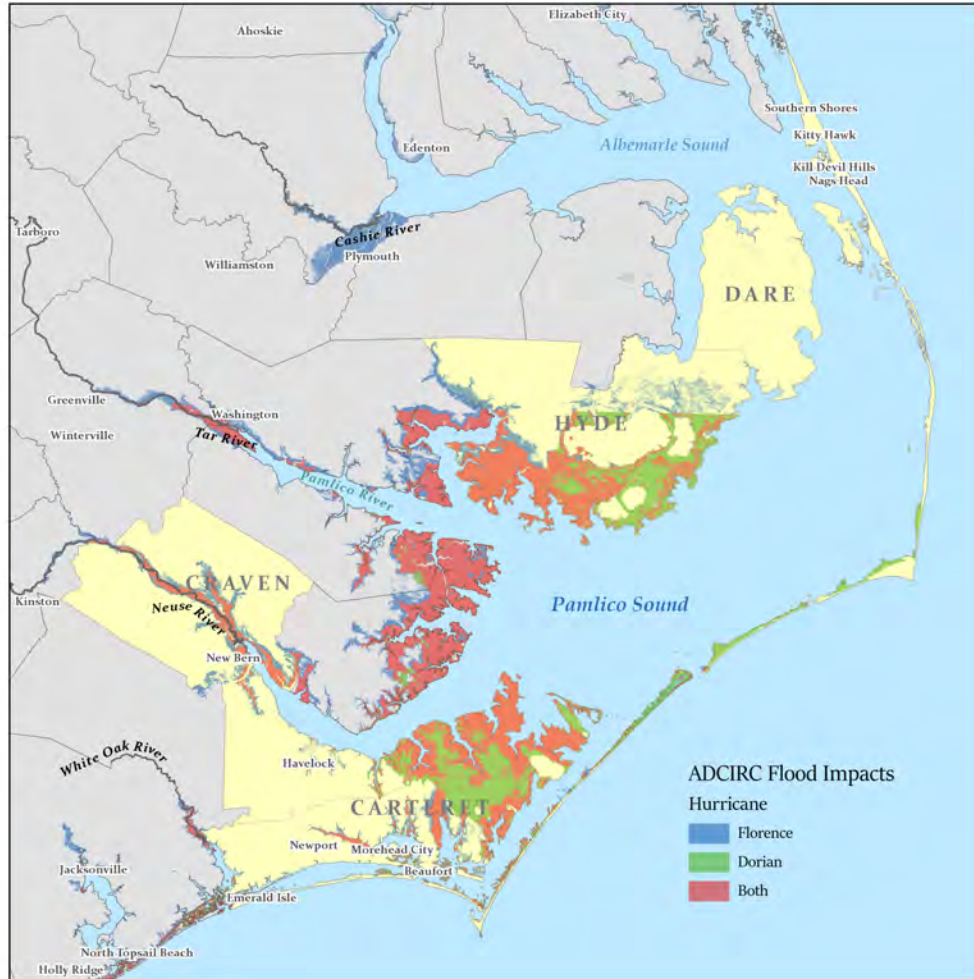 Elizabeth City
Ahoskie
Southern Shores
Kitty Hawk
Edenton
Albemarle Sound
Kill Devil Hills
Nags Head
Tarboro
Cashie River
Williamston
Plymouth
DARE
Greenville
Washington
HYDE
Winterville
Tar River
Pamlico River
CRAVEN
Kinston
Neuse River
Pamlico Sound
New Bern
White Oak River
Havelock
CARTERET
Newport
Morehead City
Jacksonville
Beaufort
Emerald Isle
North Topsail Beach
Holly Ridge
ADCIRC Flood Impacts
Hurricane
Florence
Dorian
Both